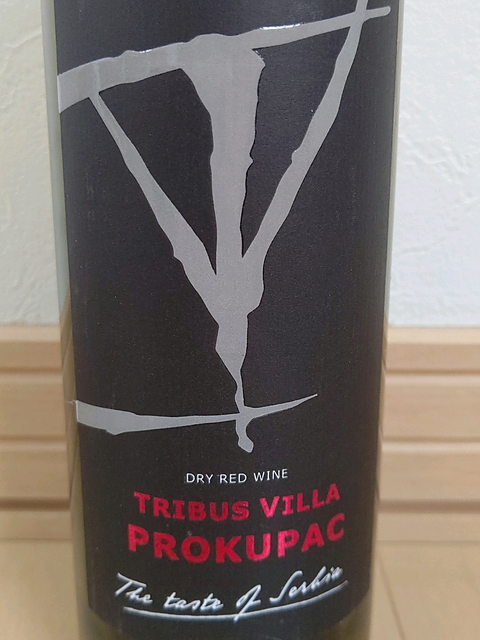 DRY RED WINE
TRIBUS VILLA
PROKUPAC
The taste of Serbia